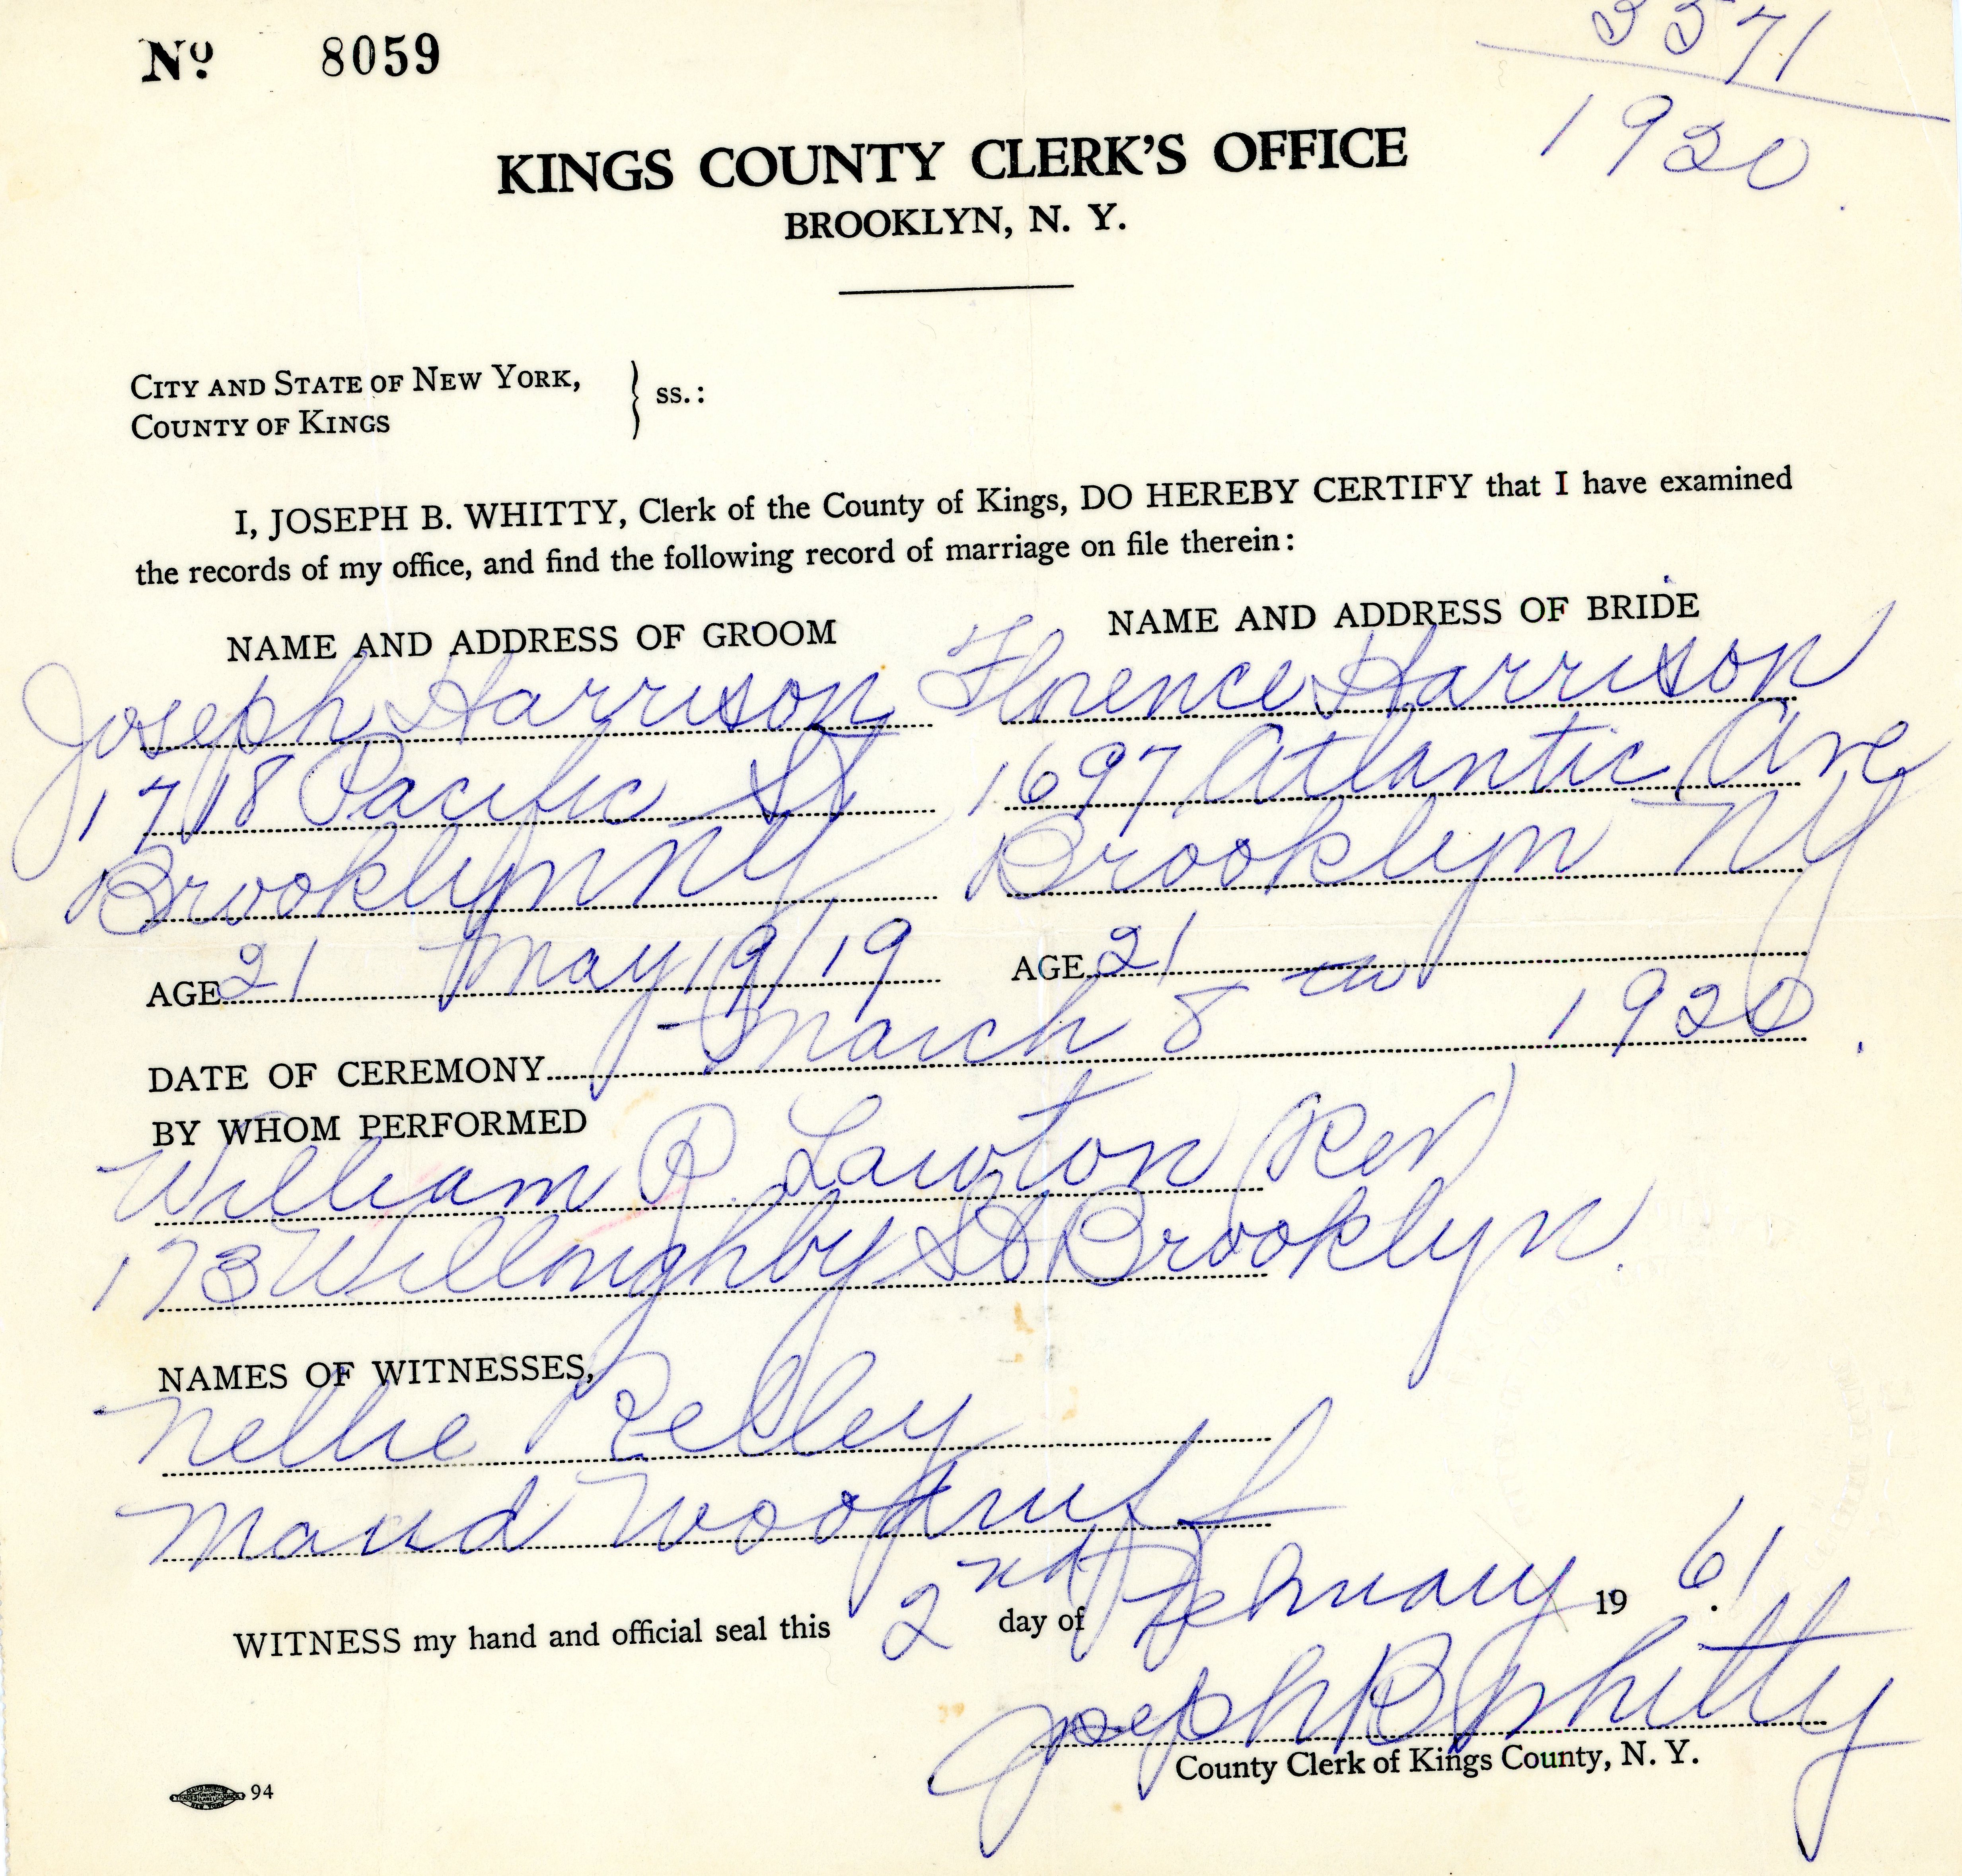 No. 8059
3571
1920
KINGS COUNTY CLERK'S OFFICE
BROOKLYN, N. Y.
CITY AND STATE OF NEW YORK,
COUNTY OF KINGS
ss.:
I, JOSEPH B. WHITTY, Clerk of the County of Kings, DO HEREBY CERTIFY that I have examined
the records of my office, and find the following record of marriage on file therein:
NAME AND ADDRESS OF GROOM
Joseph Harrison
1718 Pacific St
Brooklyn NY
AGE 21 May 19/19
NAME AND ADDRESS OF BRIDE
Florence Harrison
1697 Atlantic Ave
Brooklyn NY
AGE 21
DATE OF CEREMONY March 8 th 1920
BY WHOM PERFORMED
William P. Lawton (Rev)
173 Willoughby St Brooklyn.
NAMES OF WITNESSES,
Nellie Kelley
Maud Woodruff
WITNESS my hand and official seal this 2nd day of February 19 61.
Joseph B Whitty
County Clerk of Kings County, N. Y.
94